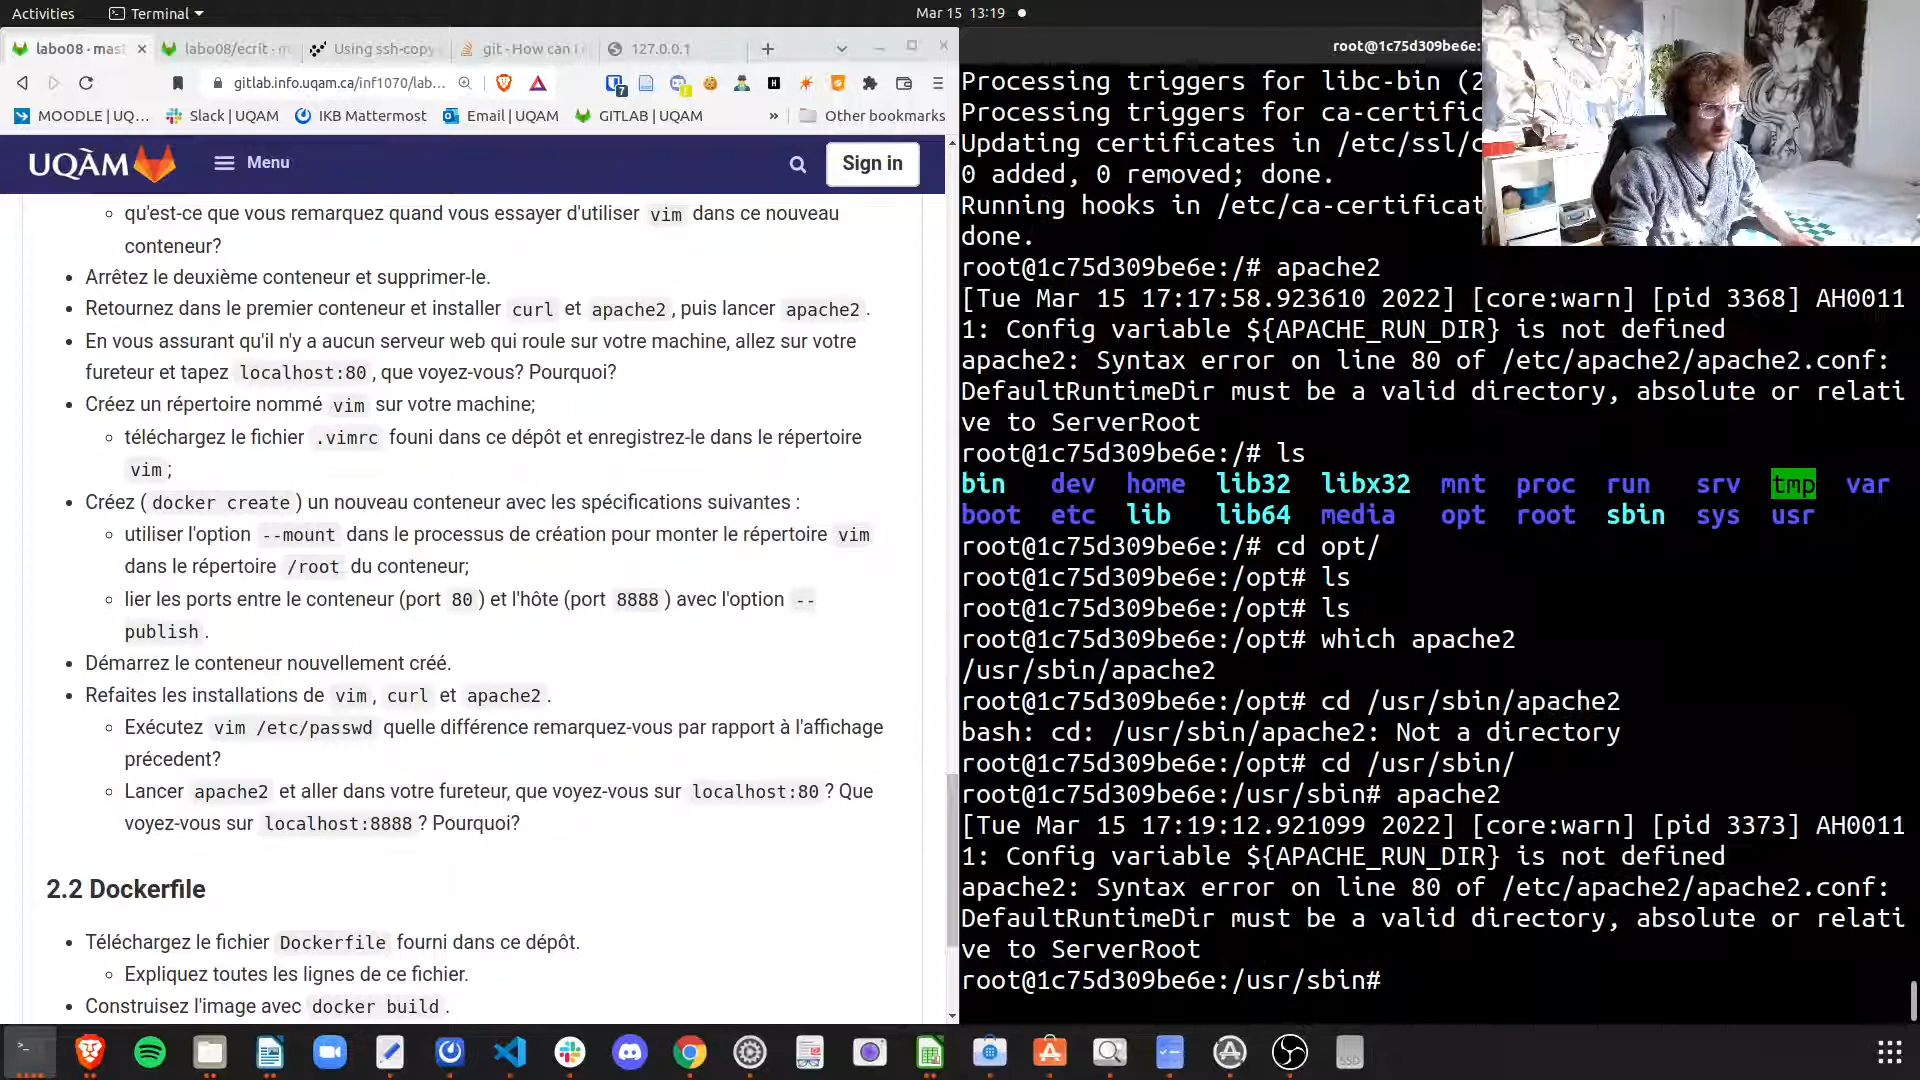 Activities
Terminal
Mar 15 13:19
labo08 · mast
labo08/ecrit · m
Using ssh-copy
git - How can I
127.0.0.1
gitlab.info.uqam.ca/inf1070/lab...
7
MOODLE | UQ...
Slack | UQAM
IKB Mattermost
Email | UQAM
GITLAB | UQAM
»
Other bookmarks
UQÀM
Menu
Sign in
qu'est-ce que vous remarquez quand vous essayer d'utiliser vim dans ce nouveau
conteneur?
Arrêtez le deuxième conteneur et supprimer-le.
Retournez dans le premier conteneur et installer curl et apache2, puis lancer apache2.
En vous assurant qu'il n'y a aucun serveur web qui roule sur votre machine, allez sur votre
fureteur et tapez localhost:80, que voyez-vous? Pourquoi?
Créez un répertoire nommé vim sur votre machine;
téléchargez le fichier .vimrc founi dans ce dépôt et enregistrez-le dans le répertoire
vim;
Créez (docker create) un nouveau conteneur avec les spécifications suivantes :
utiliser l'option --mount dans le processus de création pour monter le répertoire vim
dans le répertoire /root du conteneur;
lier les ports entre le conteneur (port 80) et l'hôte (port 8888) avec l'option --
publish.
Démarrez le conteneur nouvellement créé.
Refaites les installations de vim, curl et apache2.
Exécutez vim /etc/passwd quelle différence remarquez-vous par rapport à l'affichage
précedent?
Lancer apache2 et aller dans votre fureteur, que voyez-vous sur localhost:80? Que
voyez-vous sur localhost:8888? Pourquoi?
2.2 Dockerfile
Téléchargez le fichier Dockerfile fourni dans ce dépôt.
Expliquez toutes les lignes de ce fichier.
Construisez l'image avec docker build.
root@1c75d309be6e:
Processing triggers for libc-bin (2
Processing triggers for ca-certific
Updating certificates in /etc/ssl/c
0 added, 0 removed; done.
Running hooks in /etc/ca-certificat
done.
root@1c75d309be6e:/# apache2
[Tue Mar 15 17:17:58.923610 2022] [core:warn] [pid 3368] AH0011
1: Config variable ${APACHE_RUN_DIR} is not defined
apache2: Syntax error on line 80 of /etc/apache2/apache2.conf:
DefaultRuntimeDir must be a valid directory, absolute or relati
ve to ServerRoot
root@1c75d309be6e:/# ls
bin dev home lib32 libx32 mnt proc run srv tmp var
boot etc lib lib64 media opt root sbin sys usr
root@1c75d309be6e:/# cd opt/
root@1c75d309be6e:/opt# ls
root@1c75d309be6e:/opt# ls
root@1c75d309be6e:/opt# which apache2
/usr/sbin/apache2
root@1c75d309be6e:/opt# cd /usr/sbin/apache2
bash: cd: /usr/sbin/apache2: Not a directory
root@1c75d309be6e:/opt# cd /usr/sbin/
root@1c75d309be6e:/usr/sbin# apache2
[Tue Mar 15 17:19:12.921099 2022] [core:warn] [pid 3373] AH0011
1: Config variable ${APACHE_RUN_DIR} is not defined
apache2: Syntax error on line 80 of /etc/apache2/apache2.conf:
DefaultRuntimeDir must be a valid directory, absolute or relati
ve to ServerRoot
root@1c75d309be6e:/usr/sbin#
SSD